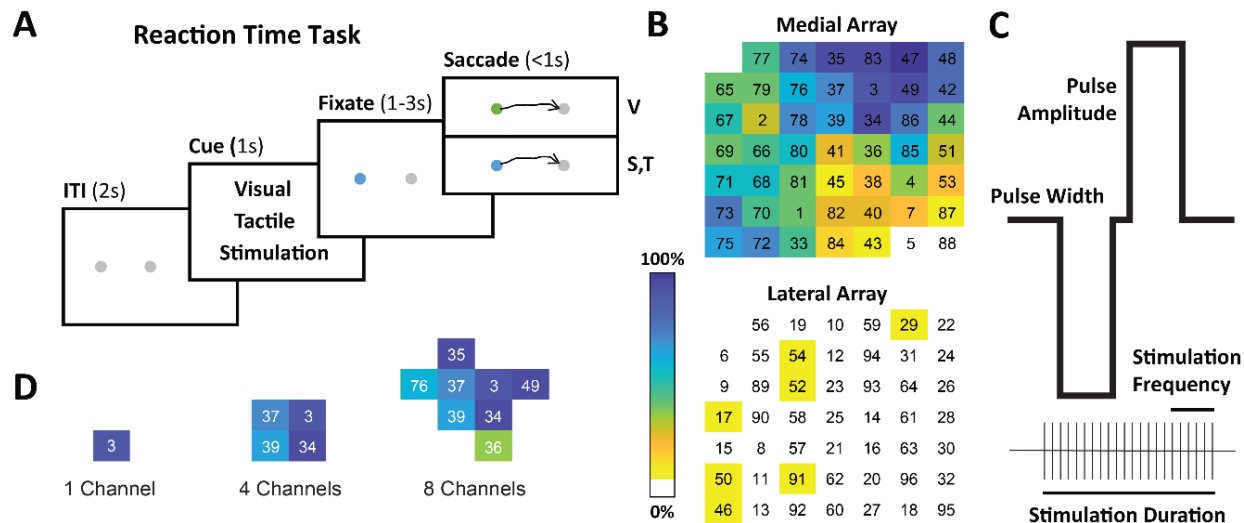 A
Reaction Time Task
ITI (2s)
Cue (1s)
Visual
Tactile
Stimulation
Fixate (1-3s)
Saccade (<1s)
V
S,T
B
Medial Array
77 74 35 83 47 48
65 79 76 37 3 49 42
67 2 78 39 34 86 44
69 66 80 41 36 85 51
71 68 81 45 38 4 53
73 70 1 82 40 7 87
75 72 33 84 43 5 88
100%
0%
Lateral Array
56 19 10 59 29 22
6 55 54 12 94 31 24
9 89 52 23 93 64 26
17 90 58 25 14 61 28
15 8 57 21 16 63 30
50 11 91 62 20 96 32
46 13 92 60 27 18 95
C
Pulse
Amplitude
Pulse Width
Stimulation
Frequency
Stimulation Duration
D
3
1 Channel
37 3
39 34
4 Channels
35
76 37 3 49
39 34
36
8 Channels